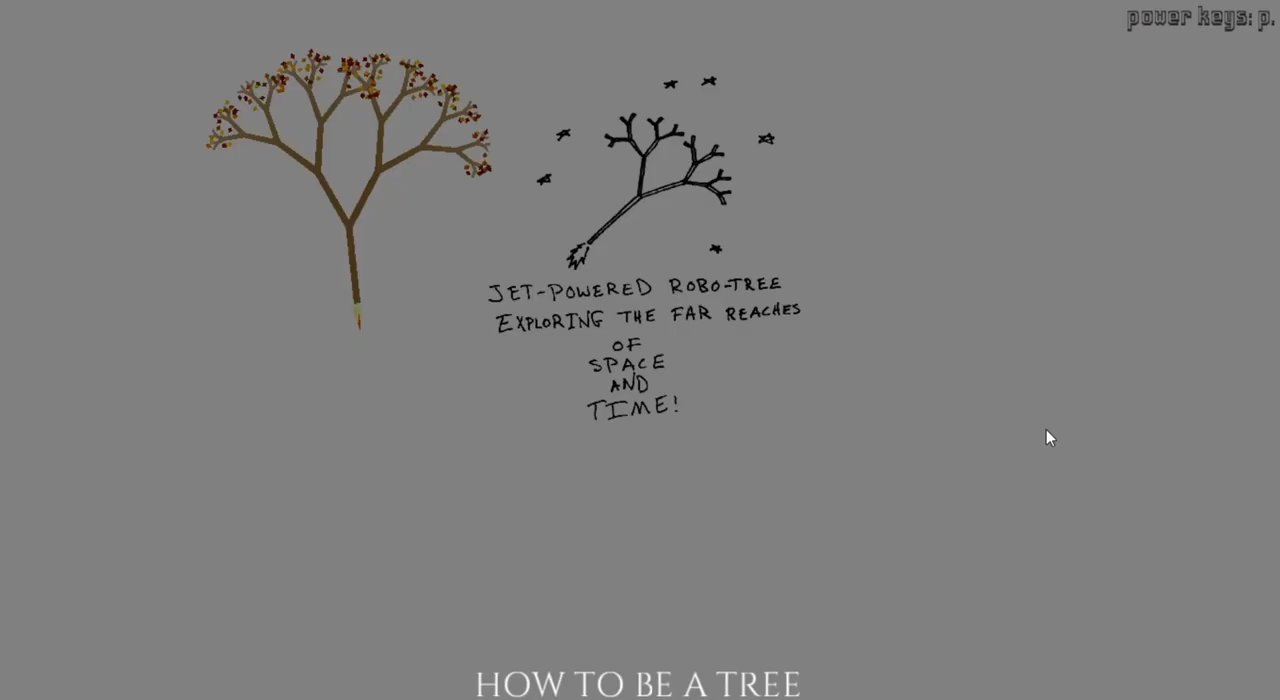 power keys: p.
JET-POWERED ROBO-TREE
EXPLORING THE FAR REACHES
OF
SPACE
AND
TIME!
HOW TO BE A TREE